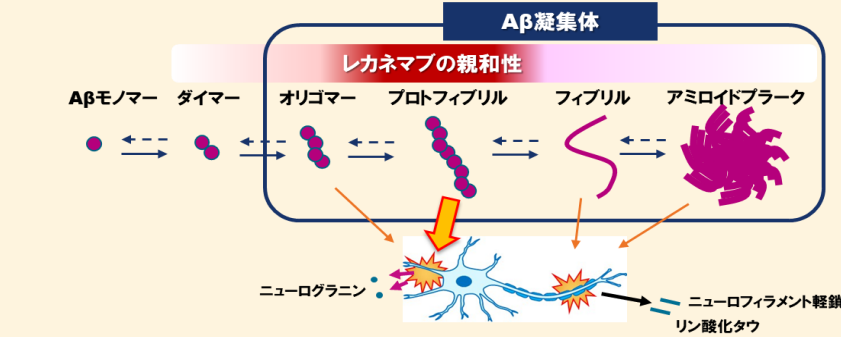 Aβ凝集体
レカネマブの親和性
Aβモノマー ダイマー オリゴマー プロトフィブリル フィブリル アミロイドプラーク
ニューログラニン
ニューロフィラメント軽鎖
リン酸化タウ